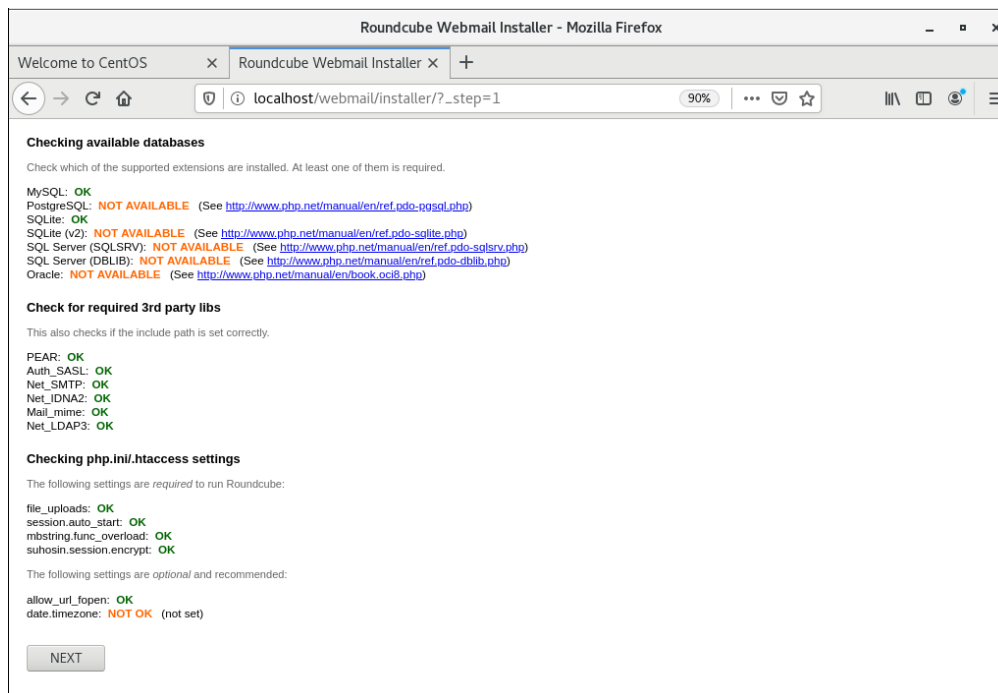 Roundcube Webmail Installer - Mozilla Firefox
Welcome to CentOS
Roundcube Webmail Installer
localhost/webmail/installer/?_step=1
90%
Checking available databases
Check which of the supported extensions are installed. At least one of them is required.
MySQL: OK
PostgreSQL: NOT AVAILABLE (See http://www.php.net/manual/en/ref.pdo-pgsql.php)
SQLite: OK
SQLite (v2): NOT AVAILABLE (See http://www.php.net/manual/en/ref.pdo-sqlite.php)
SQL Server (SQLSRV): NOT AVAILABLE (See http://www.php.net/manual/en/ref.pdo-sqlsrv.php)
SQL Server (DBLIB): NOT AVAILABLE (See http://www.php.net/manual/en/ref.pdo-dblib.php)
Oracle: NOT AVAILABLE (See http://www.php.net/manual/en/book.oci8.php)
Check for required 3rd party libs
This also checks if the include path is set correctly.
PEAR: OK
Auth_SASL: OK
Net_SMTP: OK
Net_IDNA2: OK
Mail_mime: OK
Net_LDAP3: OK
Checking php.ini/.htaccess settings
The following settings are required to run Roundcube:
file_uploads: OK
session.auto_start: OK
mbstring.func_overload: OK
suhosin.session.encrypt: OK
The following settings are optional and recommended:
allow_url_fopen: OK
date.timezone: NOT OK (not set)
NEXT